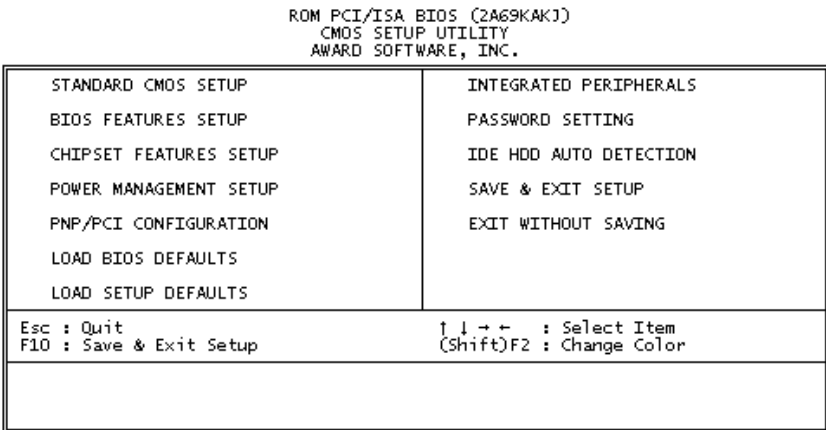 ROM PCI/ISA BIOS (2A69KAKJ)
CMOS SETUP UTILITY
AWARD SOFTWARE, INC.
STANDARD CMOS SETUP
BIOS FEATURES SETUP
CHIPSET FEATURES SETUP
POWER MANAGEMENT SETUP
PNP/PCI CONFIGURATION
LOAD BIOS DEFAULTS
LOAD SETUP DEFAULTS
INTEGRATED PERIPHERALS
PASSWORD SETTING
IDE HDD AUTO DETECTION
SAVE & EXIT SETUP
EXIT WITHOUT SAVING
Esc : Quit
F10 : Save & Exit Setup
↑ ↓ → ← : Select Item
(Shift)F2 : Change Color